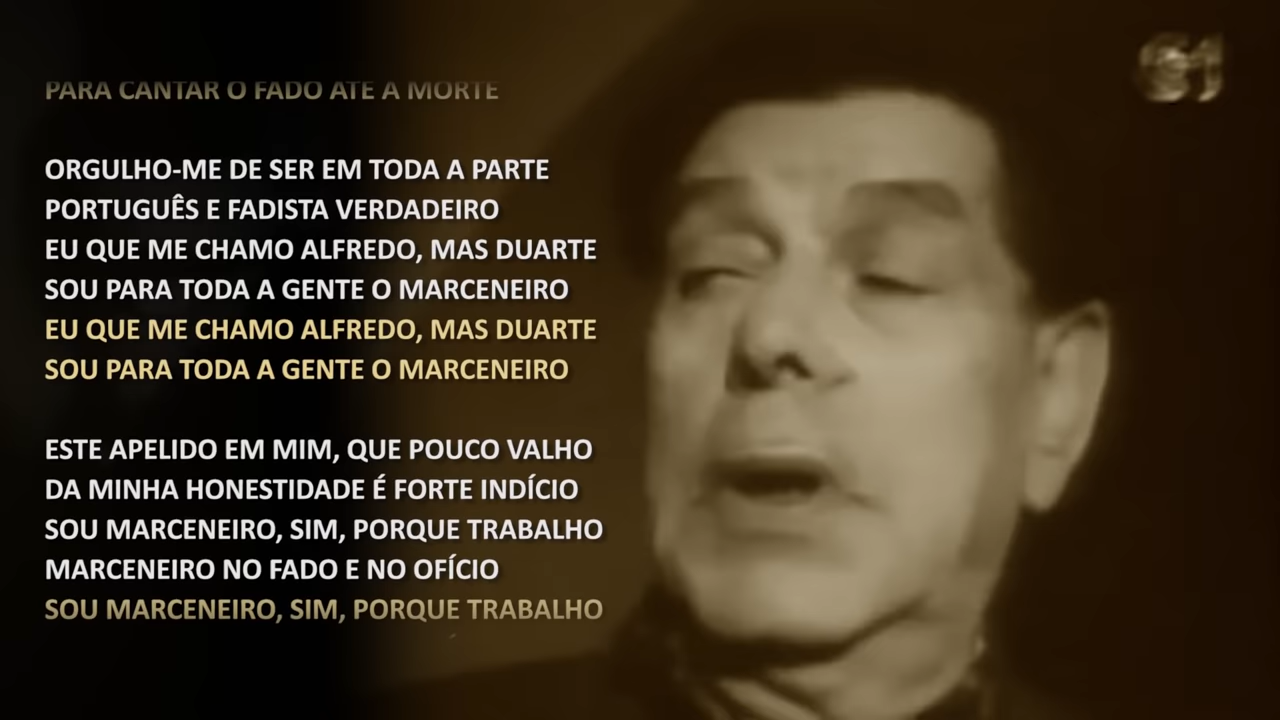 PARA CANTAR O FADO ATE A MORTE
ORGULHO-ME DE SER EM TODA A PARTE
PORTUGUÊS E FADISTA VERDADEIRO
EU QUE ME CHAMO ALFREDO, MAS DUARTE
SOU PARA TODA A GENTE O MARCENEIRO
EU QUE ME CHAMO ALFREDO, MAS DUARTE
SOU PARA TODA A GENTE O MARCENEIRO
ESTE APELIDO EM MIM, QUE POUCO VALHO
DA MINHA HONESTIDADE É FORTE INDÍCIO
SOU MARCENEIRO, SIM, PORQUE TRABALHO
MARCENEIRO NO FADO E NO OFÍCIO
SOU MARCENEIRO, SIM, PORQUE TRABALHO